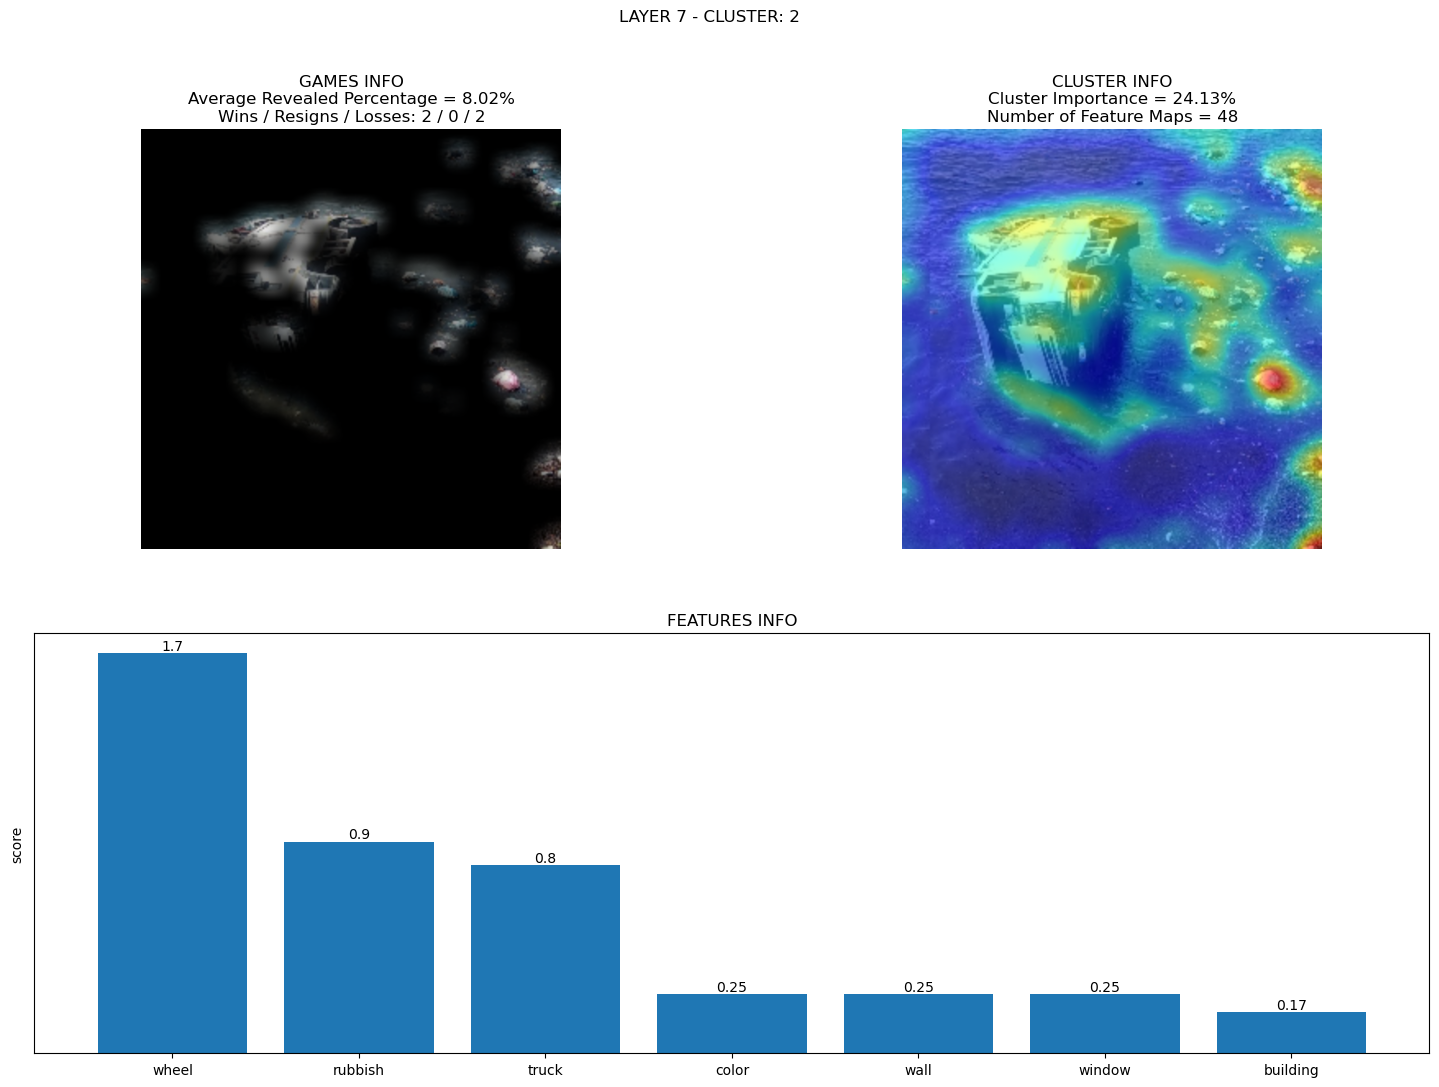 LAYER 7 - CLUSTER: 2
GAMES INFO
Average Revealed Percentage = 8.02%
Wins / Resigns / Losses: 2 / 0 / 2
CLUSTER INFO
Cluster Importance = 24.13%
Number of Feature Maps = 48
FEATURES INFO
score
1.7
0.9
0.8
0.25
0.25
0.25
0.17
wheel
rubbish
truck
color
wall
window
building